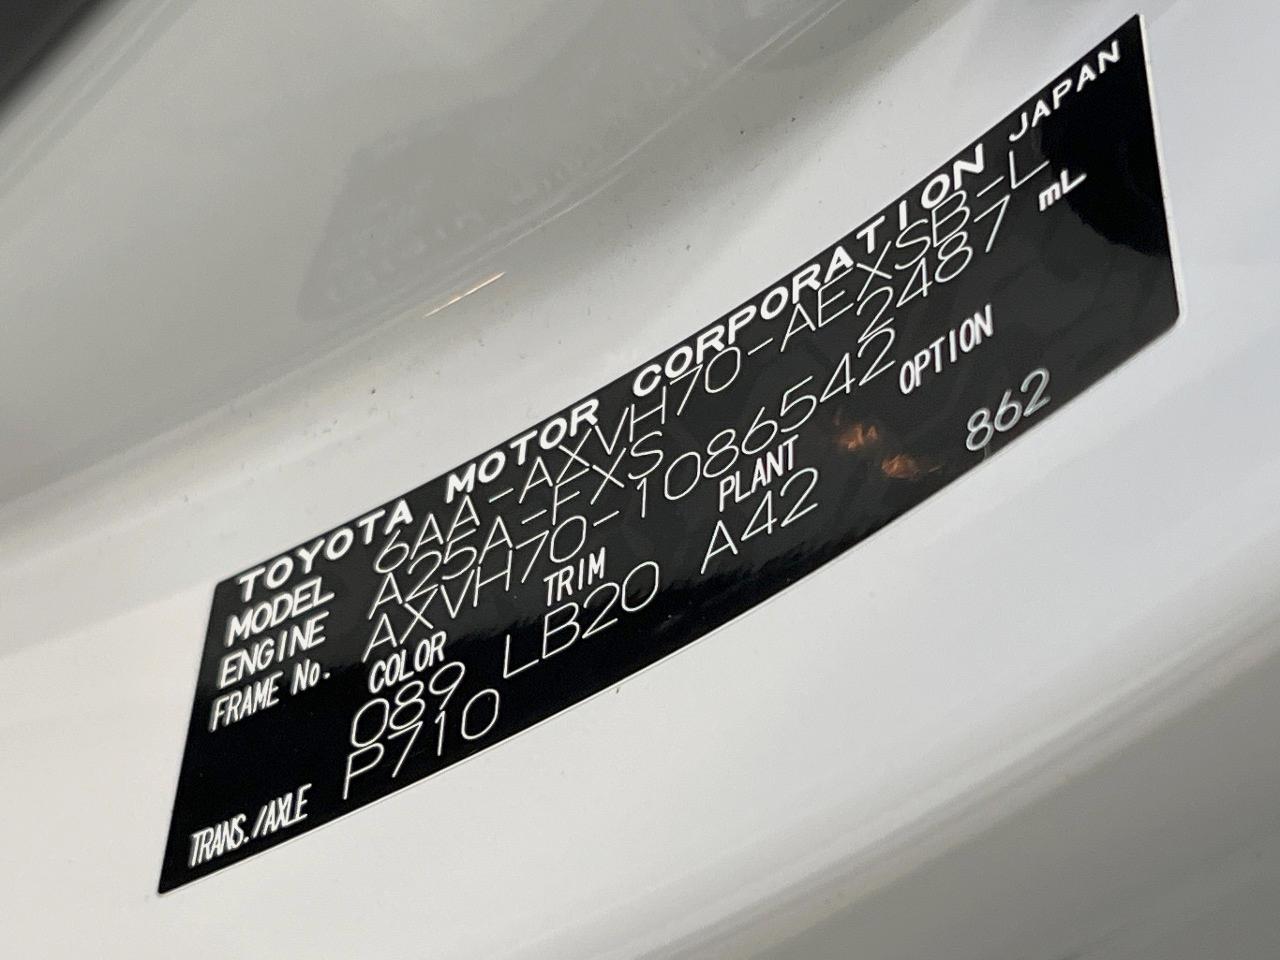 TOYOTA MOTOR CORPORATION JAPAN
MODEL 6AA-AXVH70-AEXSB-L
ENGINE A25A-FXS 2487 mL
FRAME No. AXVH70-1086542
COLOR TRIM PLANT OPTION
089 LB20 A42 862
TRANS./AXLE P710